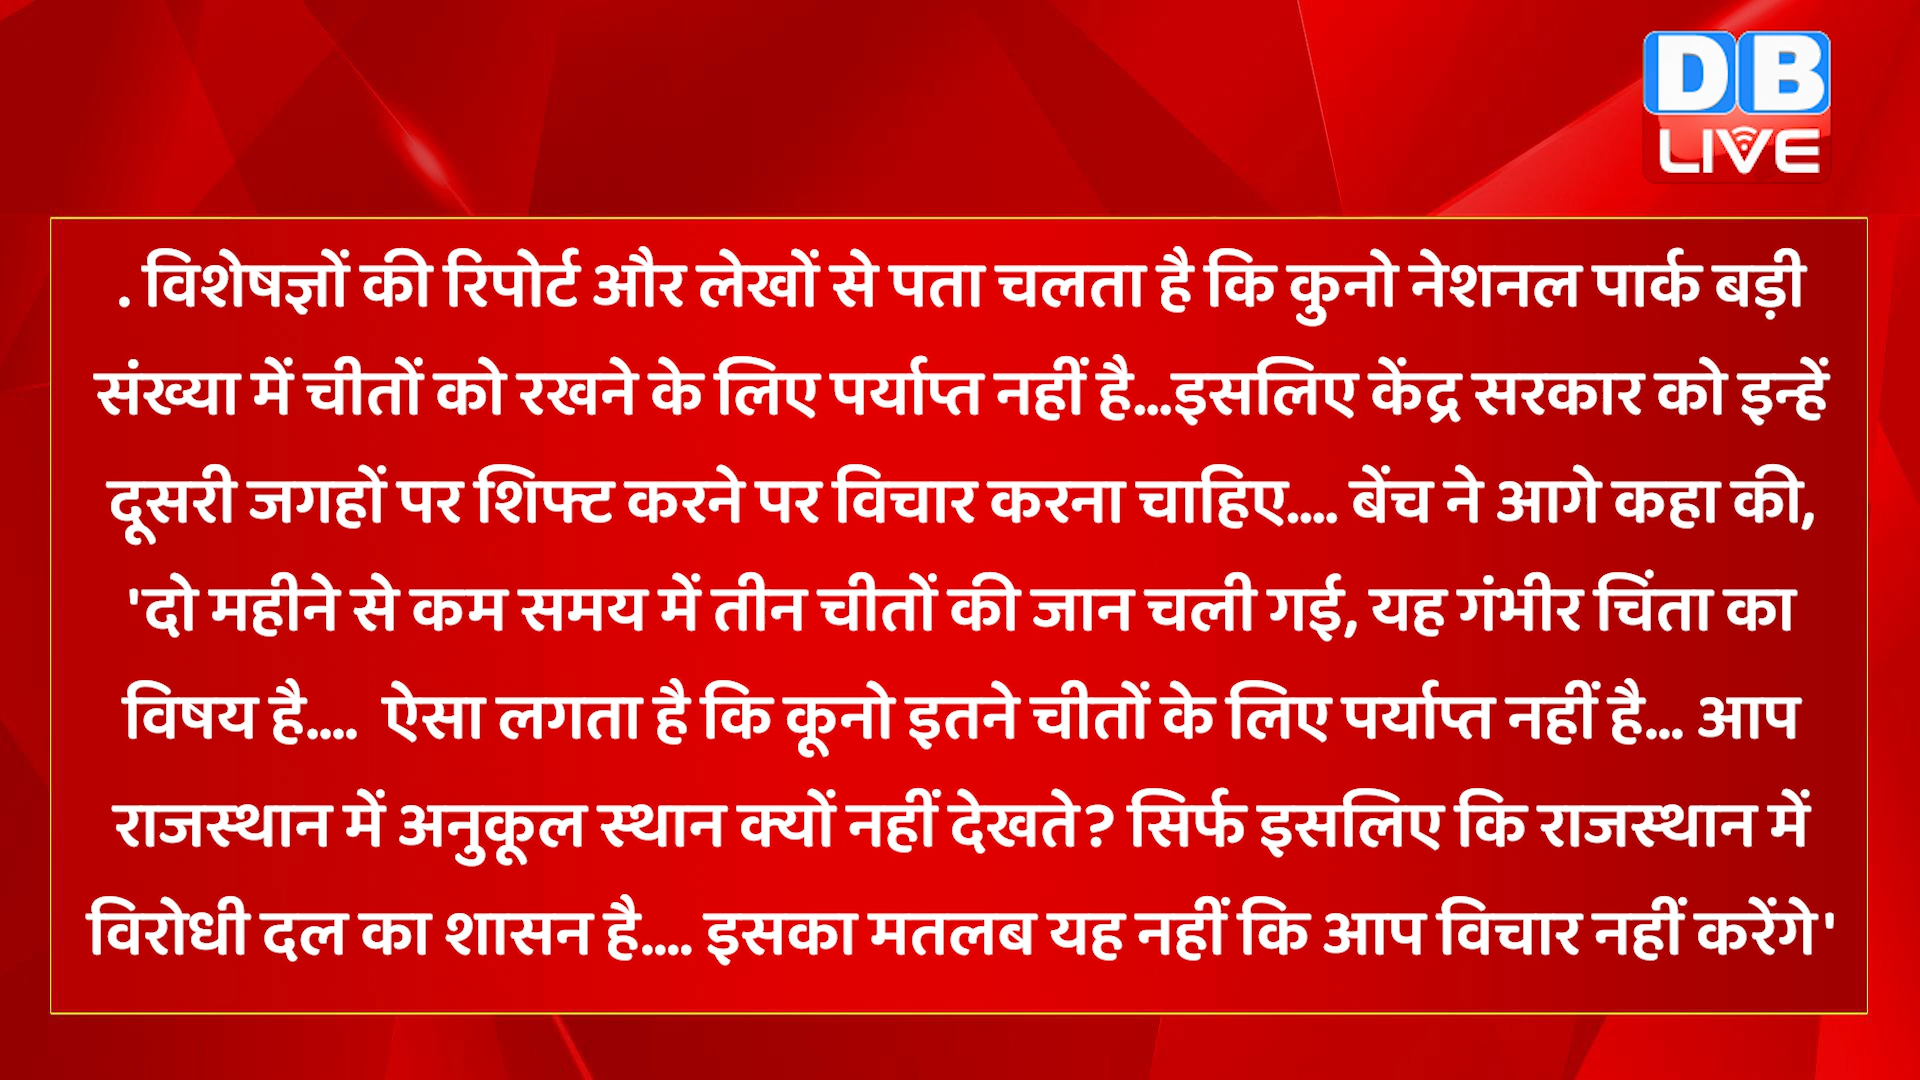 DB
LIVE
. विशेषज्ञों की रिपोर्ट और लेखों से पता चलता है कि कुनो नेशनल पार्क बड़ी
संख्या में चीतों को रखने के लिए पर्याप्त नहीं है...इसलिए केंद्र सरकार को इन्हें
दूसरी जगहों पर शिफ्ट करने पर विचार करना चाहिए.... बेंच ने आगे कहा की,
'दो महीने से कम समय में तीन चीतों की जान चली गई, यह गंभीर चिंता का
विषय है.... ऐसा लगता है कि कूनो इतने चीतों के लिए पर्याप्त नहीं है... आप
राजस्थान में अनुकूल स्थान क्यों नहीं देखते? सिर्फ इसलिए कि राजस्थान में
विरोधी दल का शासन है.... इसका मतलब यह नहीं कि आप विचार नहीं करेंगे'